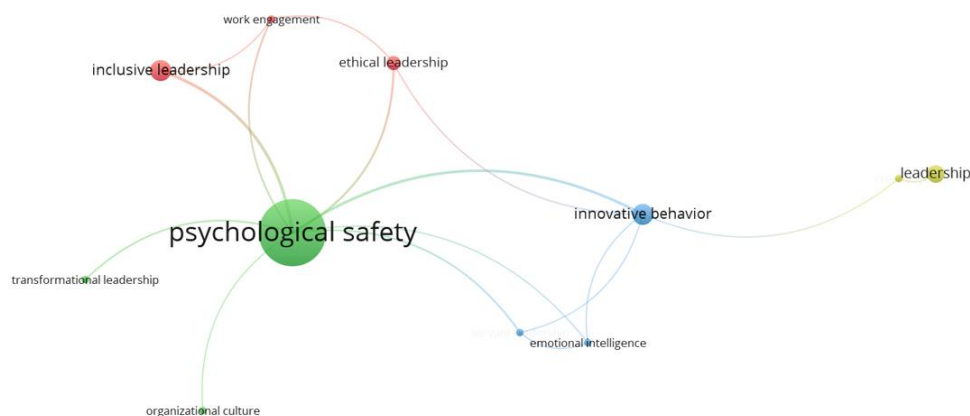 work engagement
inclusive leadership
ethical leadership
leadership
innovative behavior
psychological safety
transformational leadership
emotional intelligence
organizational culture